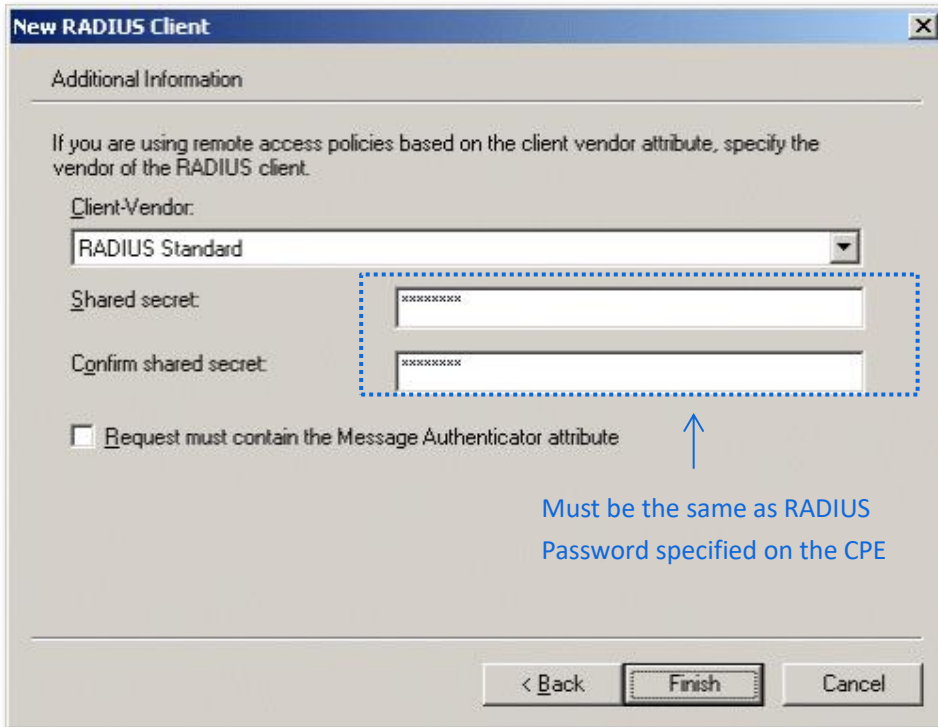 New RADIUS Client
Additional Information
If you are using remote access policies based on the client vendor attribute, specify the
vendor of the RADIUS client.
Client-Vendor:
RADIUS Standard
Shared secret:
xxxxxxxx
Confirm shared secret:
xxxxxxxx
Request must contain the Message Authenticator attribute
Must be the same as RADIUS
Password specified on the CPE
< Back
Finish
Cancel